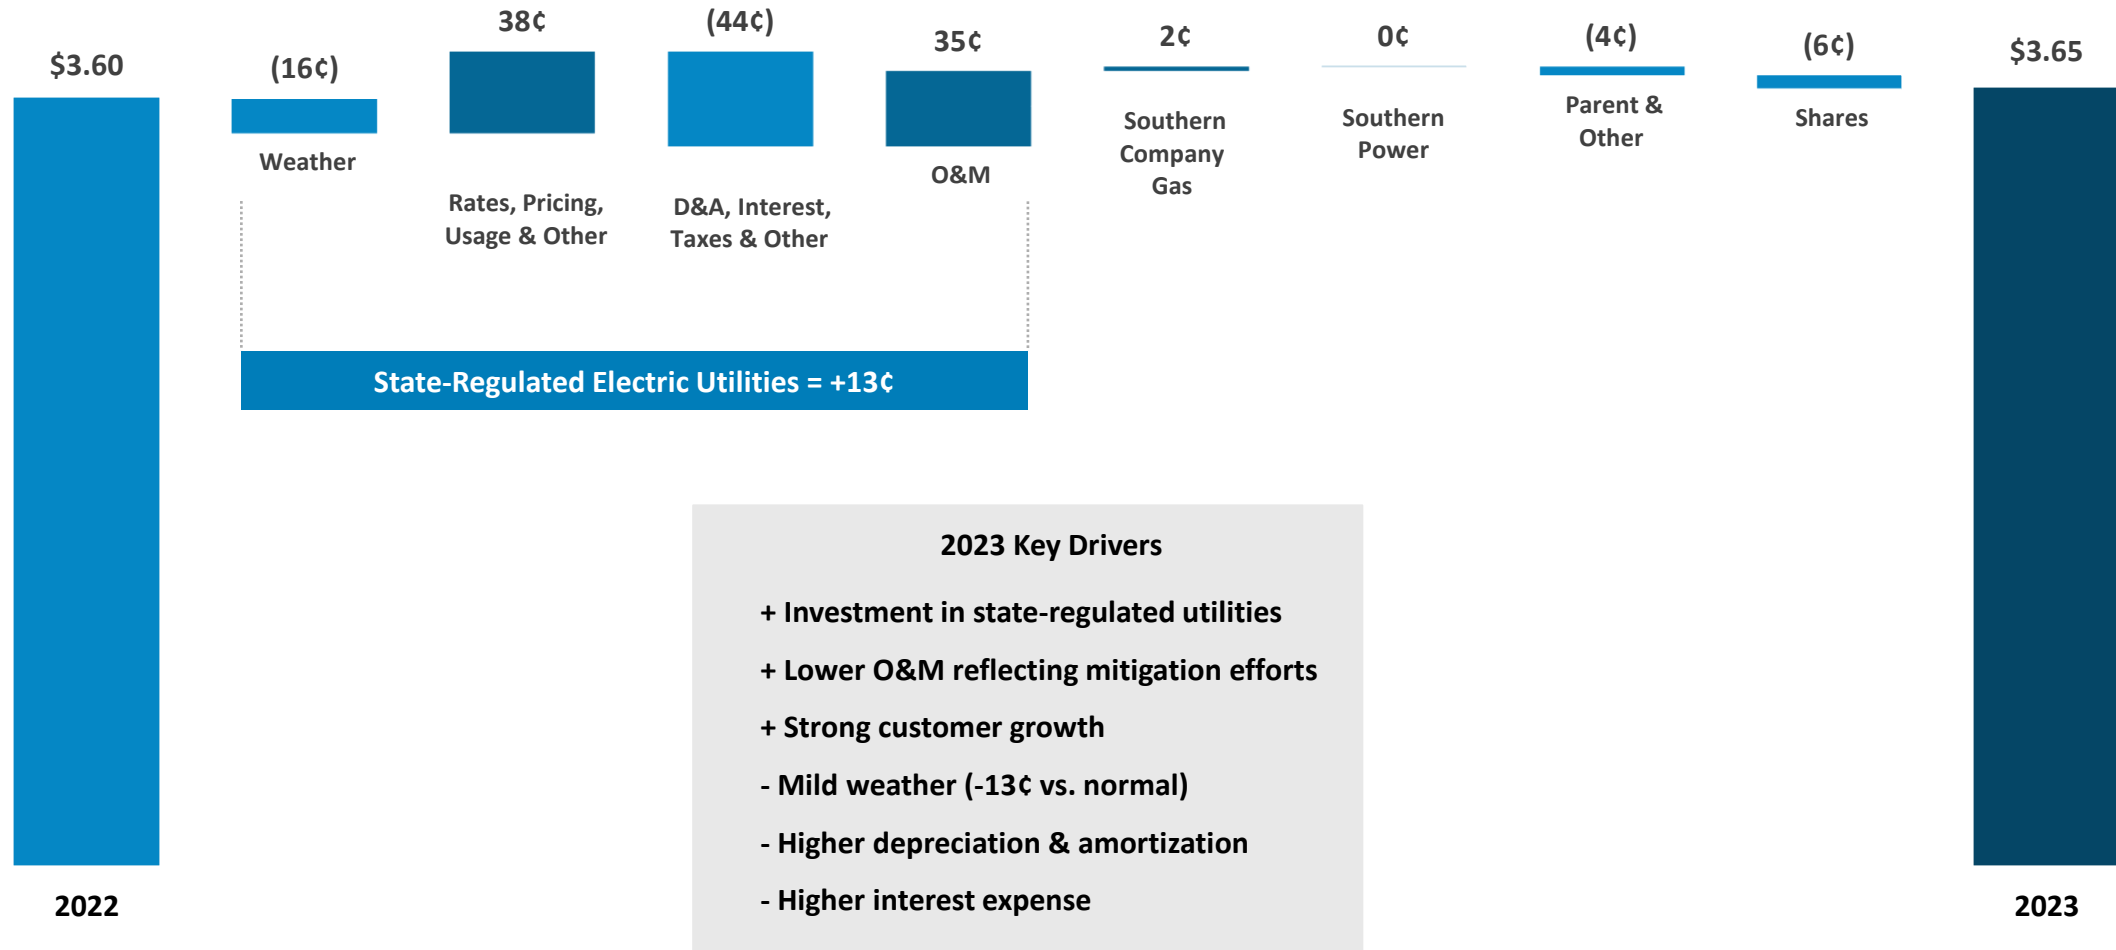 $3.60
(16¢)
38¢
(44¢)
35¢
2¢
0¢
(4¢)
(6¢)
$3.65
Weather
Rates, Pricing,
Usage & Other
D&A, Interest,
Taxes & Other
O&M
Southern
Company
Gas
Southern
Power
Parent &
Other
Shares
State-Regulated Electric Utilities = +13¢
2023 Key Drivers
+ Investment in state-regulated utilities
+ Lower O&M reflecting mitigation efforts
+ Strong customer growth
- Mild weather (-13¢ vs. normal)
- Higher depreciation & amortization
- Higher interest expense
2022
2023